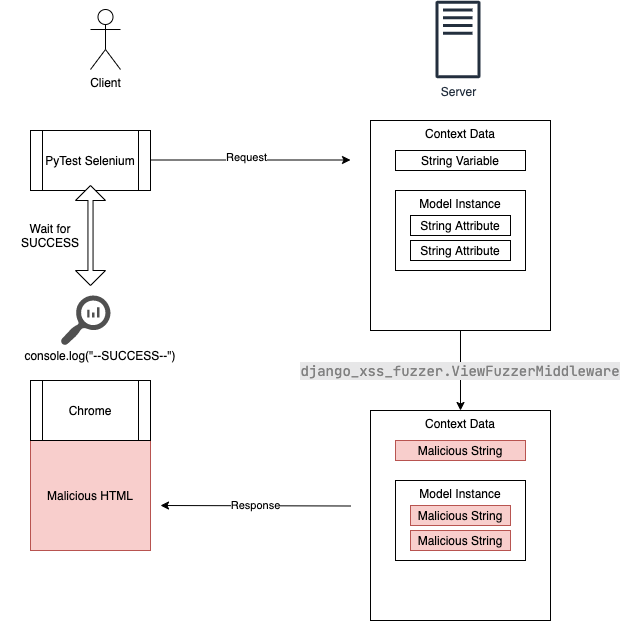 Client
Server
PyTest Selenium
Request
Context Data
String Variable
Model Instance
String Attribute
String Attribute
Wait for
SUCCESS
console.log("--SUCCESS--")
django_xss_fuzzer.ViewFuzzerMiddleware
Chrome
Malicious HTML
Response
Context Data
Malicious String
Model Instance
Malicious String
Malicious String